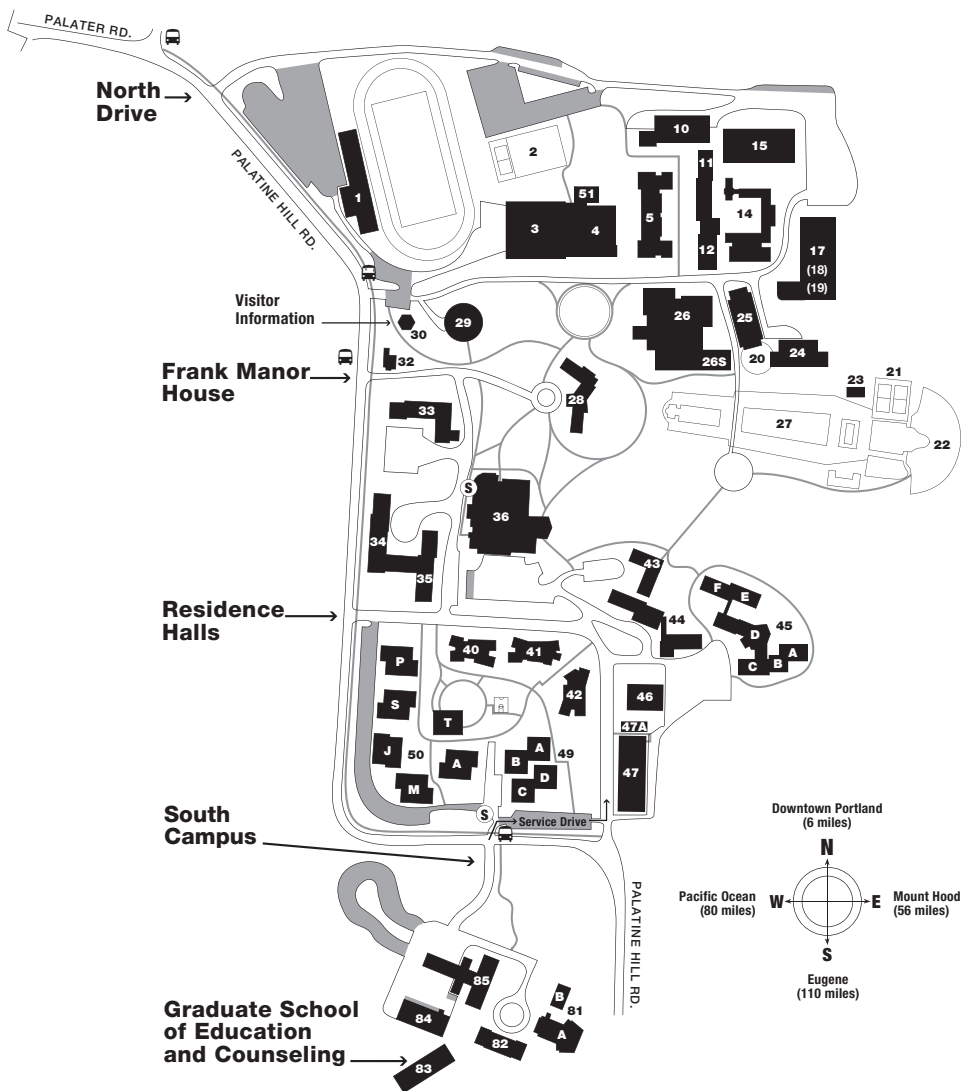 PALATER RD.
North
Drive
PALATINE HILL RD.
1
2
3
4
51
5
10
11
12
14
15
17
(18)
(19)
Visitor
Information
30
29
32
26
26S
25
20
24
23
21
22
27
28
Frank Manor
House
33
S
36
34
35
43
44
F
E
D
45
A
B
C
Residence
Halls
40
41
42
46
47A
47
P
S
T
J
50
M
A
A
B
49
D
C
S
Service Drive
South
Campus
PALATINE HILL RD.
Downtown Portland
(6 miles)
N
Pacific Ocean
(80 miles)
W
E
Mount Hood
(56 miles)
S
Eugene
(110 miles)
85
84
B
81
A
82
83
Graduate School
of Education
and Counseling